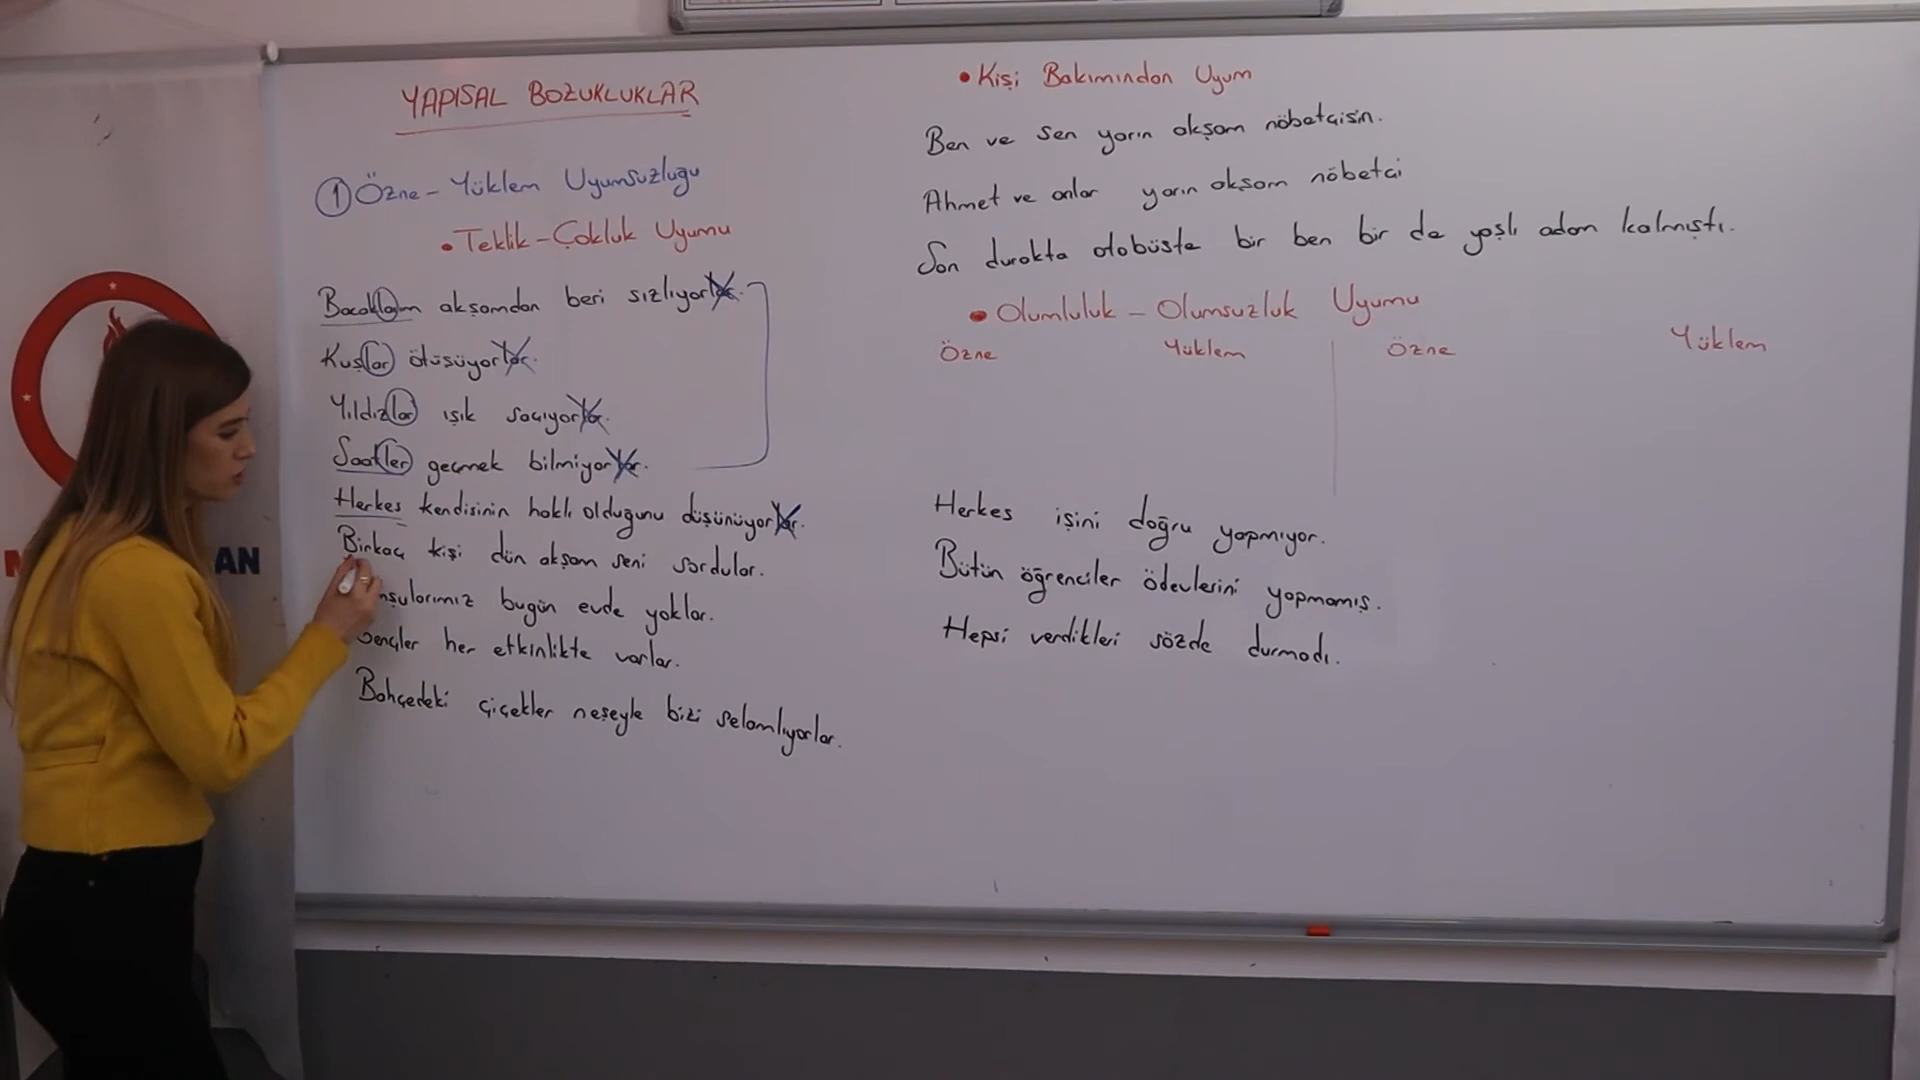 YAPISAL BOZUKLUKLAR
① Özne - Yüklem Uyumsuzluğu
• Teklik - Çokluk Uyumu
Bacaklarım akşamdan beri sızlıyorlar.
Kuşlar ötüşüyorlar.
Yıldızlar ışık saçıyorlar.
Saatler geçmek bilmiyorlar.
Herkes kendisinin haklı olduğunu düşünüyorlar.
Birkaç kişi dün akşam seni sordular.
bugün evde yoklar.
Gençler her etkinlikte varlar.
Bahçedeki çiçekler neşeyle bizi selamlıyorlar.
• Kişi Bakımından Uyum
Ben ve sen yarın akşam nöbetçisin.
Ahmet ve onlar yarın akşam nöbetçi
Son durakta otobüste bir ben bir de yaşlı adam kalmıştı.
• Olumluluk - Olumsuzluk Uyumu
Özne Yüklem Özne Yüklem
Herkes işini doğru yapmıyor.
Bütün öğrenciler ödevlerini yapmamış.
Hepsi verdikleri sözde durmadı.
AN